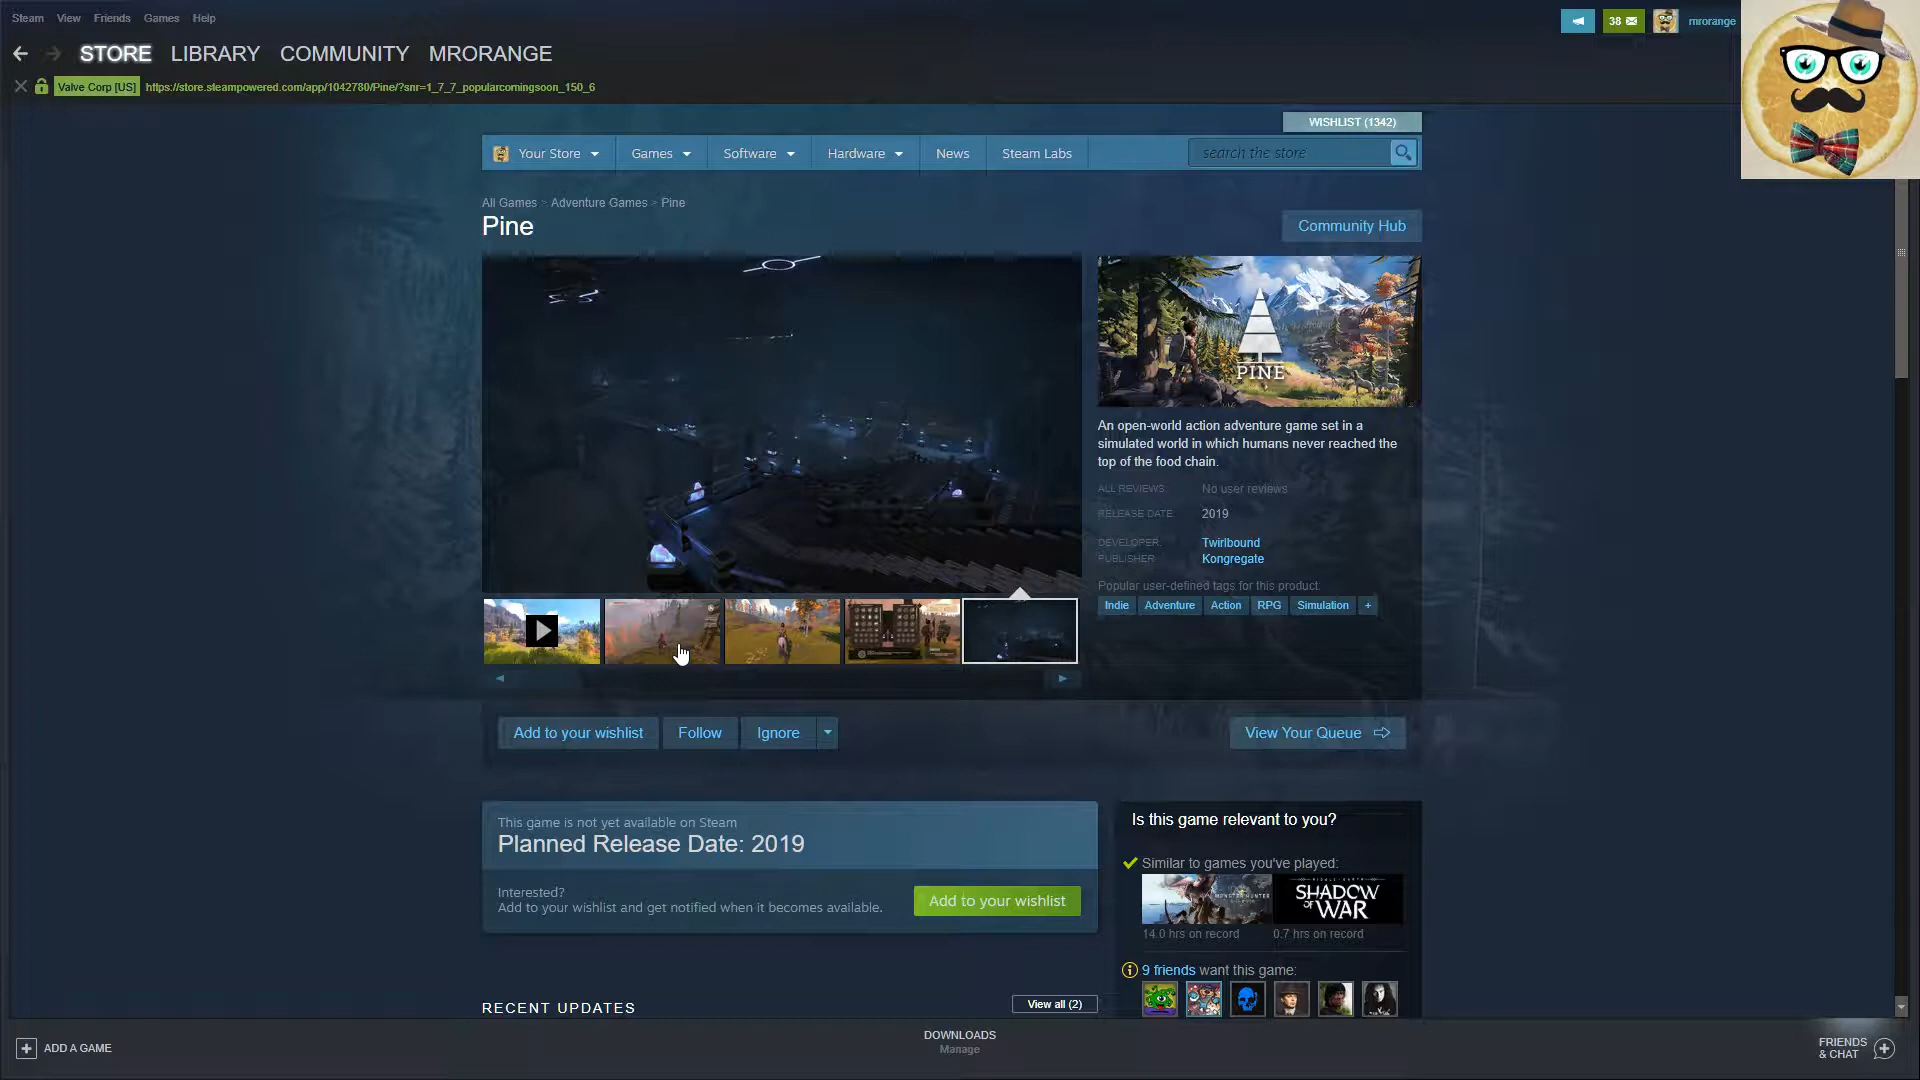 Steam View Friends Games Help
38
mrorange
STORE LIBRARY COMMUNITY MRORANGE
Valve Corp [US] https://store.steampowered.com/app/1042780/Pine/?snr=1_7_7_popularcomingsoon_150_6
WISHLIST (1342)
Your Store Games Software Hardware News Steam Labs search the store
All Games > Adventure Games > Pine
Pine
Community Hub
PINE
An open-world action adventure game set in a
simulated world in which humans never reached the
top of the food chain.
ALL REVIEWS: No user reviews
RELEASE DATE: 2019
DEVELOPER: Twirlbound
PUBLISHER: Kongregate
Popular user-defined tags for this product:
Indie Adventure Action RPG Simulation +
Add to your wishlist Follow Ignore
View Your Queue
This game is not yet available on Steam
Planned Release Date: 2019
Interested?
Add to your wishlist and get notified when it becomes available.
Add to your wishlist
Is this game relevant to you?
Similar to games you've played:
MONSTER HUNTER
SHADOW
OF WAR
14.0 hrs on record 0.7 hrs on record
9 friends want this game:
RECENT UPDATES
View all (2)
ADD A GAME
DOWNLOADS
Manage
FRIENDS
& CHAT